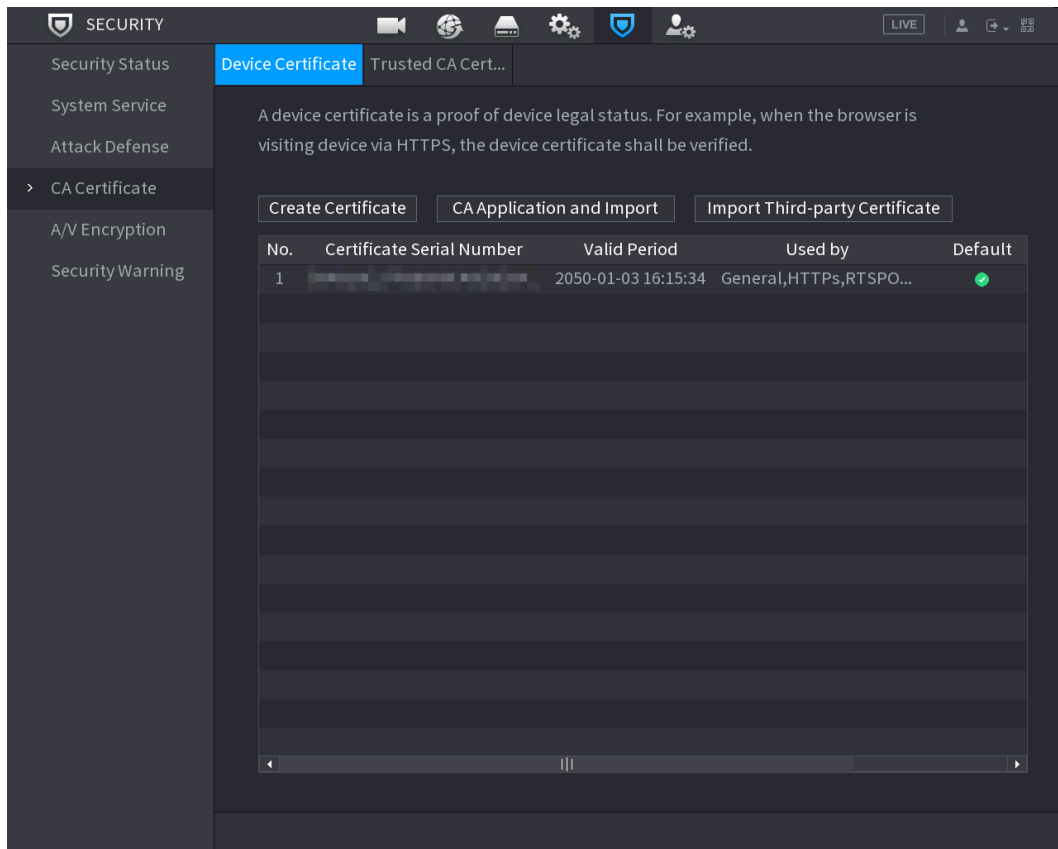 SECURITY
LIVE
Security Status
System Service
Attack Defense
CA Certificate
A/V Encryption
Security Warning
Device Certificate
Trusted CA Cert...
A device certificate is a proof of device legal status. For example, when the browser is
visiting device via HTTPS, the device certificate shall be verified.
Create Certificate
CA Application and Import
Import Third-party Certificate
No. Certificate Serial Number Valid Period Used by Default
1 2050-01-03 16:15:34 General,HTTPs,RTSPO...